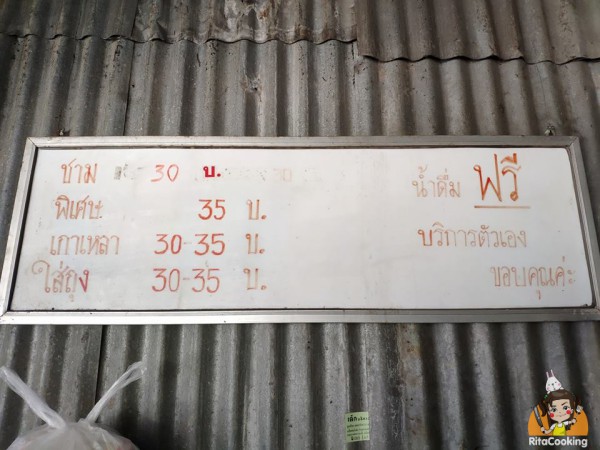 ชาม 30 บ.
พิเศษ 35 บ.
เกาเหลา 30-35 บ.
ใส่ถุง 30-35 บ.
น้ำดื่ม ฟรี
บริการตัวเอง
ขอบคุณค่ะ
RitaCooking